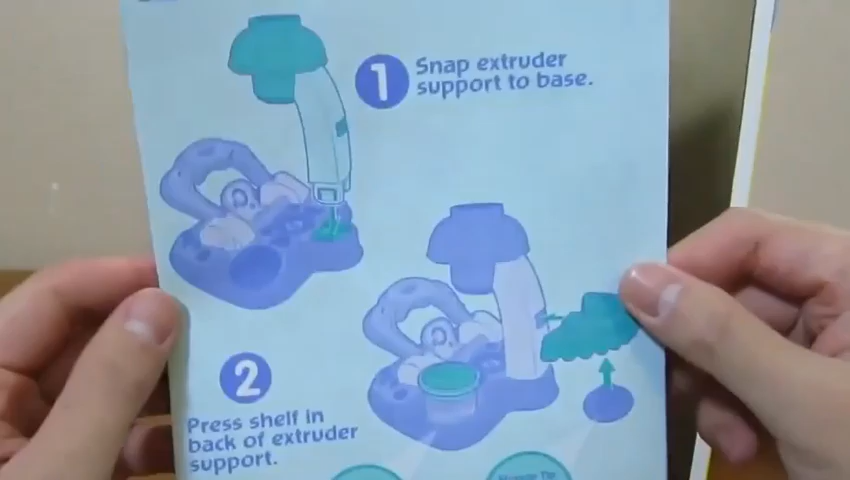 1
Snap extruder
support to base.
2
Press shelf in
back of extruder
support.